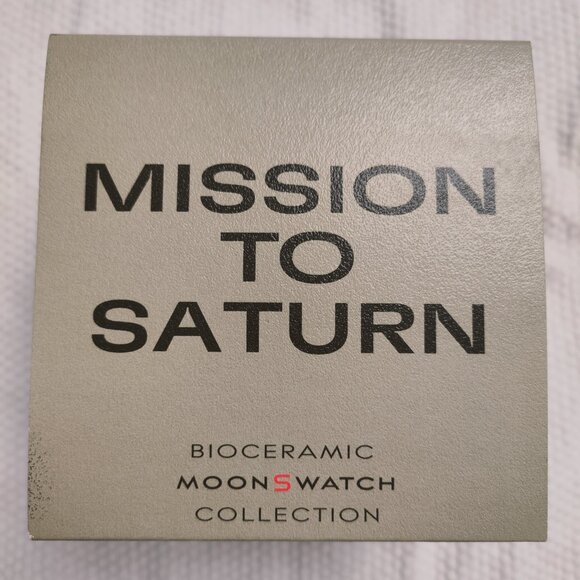 MISSION
TO
SATURN
BIOCERAMIC
MOONSWATCH
COLLECTION